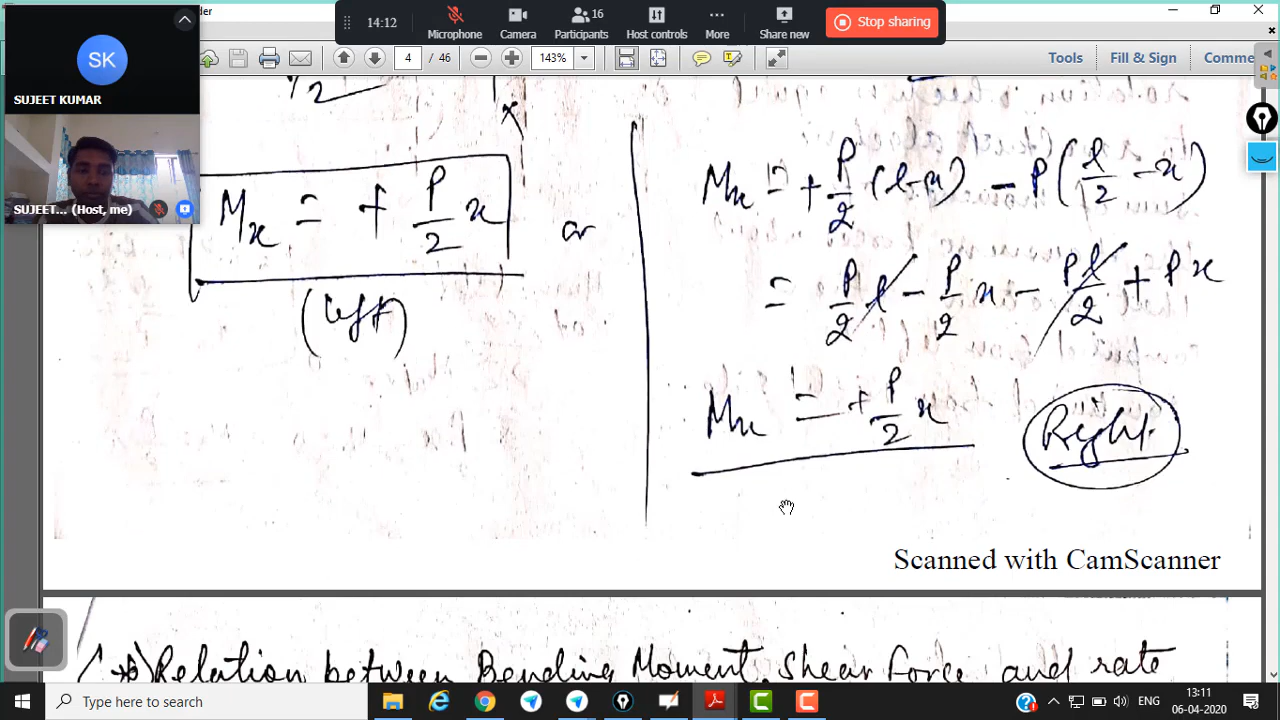 14:12
Microphone
Camera
16
Participants
Host controls
More
Share new
Stop sharing
SK
SUJEET KUMAR
SUJEET... (Host, me)
4 / 46
143%
Tools
Fill & Sign
Comme
l/2
x
Mx = + P/2 x
(left)
or
Mx = + P/2 (l-x) - P(l/2 - x)
= P/2 l - P/2 x - Pl/2 + Px
Mx = + P/2 x
Right
Scanned with CamScanner
Relation between Bending Moment, Shear Force and rate
Type here to search
ENG
13:11
06-04-2020